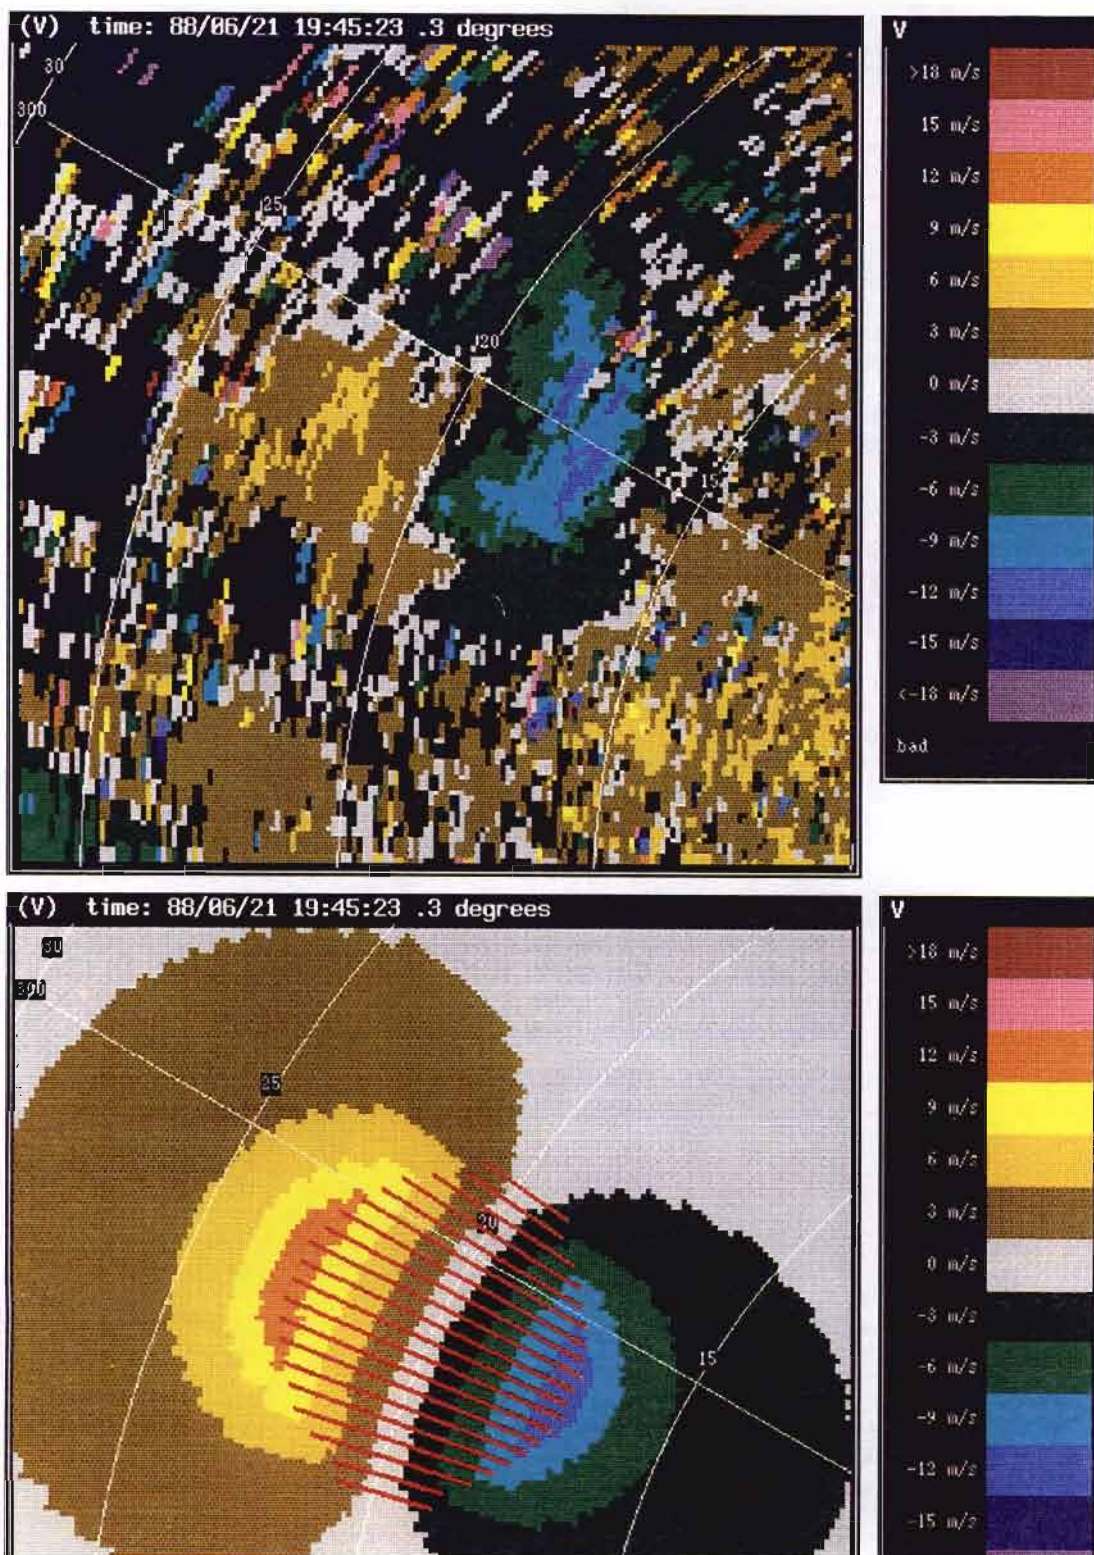 (V) time: 88/06/21 19:45:23 .3 degrees
30
300
25
20
15
V
>18 m/s
15 m/s
12 m/s
9 m/s
6 m/s
3 m/s
0 m/s
-3 m/s
-6 m/s
-9 m/s
-12 m/s
-15 m/s
<-18 m/s
bad
(V) time: 88/06/21 19:45:23 .3 degrees
30
300
25
20
15
V
>18 m/s
15 m/s
12 m/s
9 m/s
6 m/s
3 m/s
0 m/s
-3 m/s
-6 m/s
-9 m/s
-12 m/s
-15 m/s